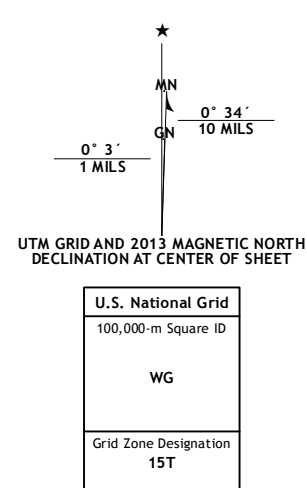 ★
MN
0° 34´
10 MILS
GN
0° 3´
1 MILS
UTM GRID AND 2013 MAGNETIC NORTH
DECLINATION AT CENTER OF SHEET
U.S. National Grid
100,000-m Square ID
WG
Grid Zone Designation
15T